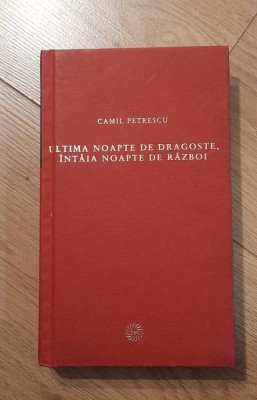 CAMIL PETRESCU
ULTIMA NOAPTE DE DRAGOSTE,
ÎNTÂIA NOAPTE DE RĂZBOI